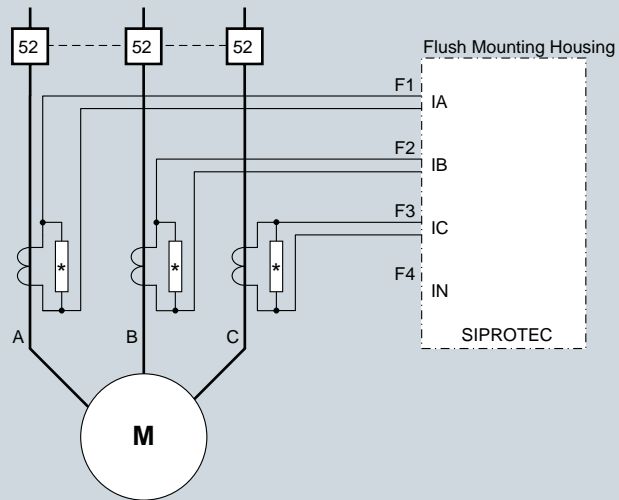 52
52
52
Flush Mounting Housing
F1
IA
F2
IB
F3
IC
F4
IN
SIPROTEC
*
*
*
A
B
C
M